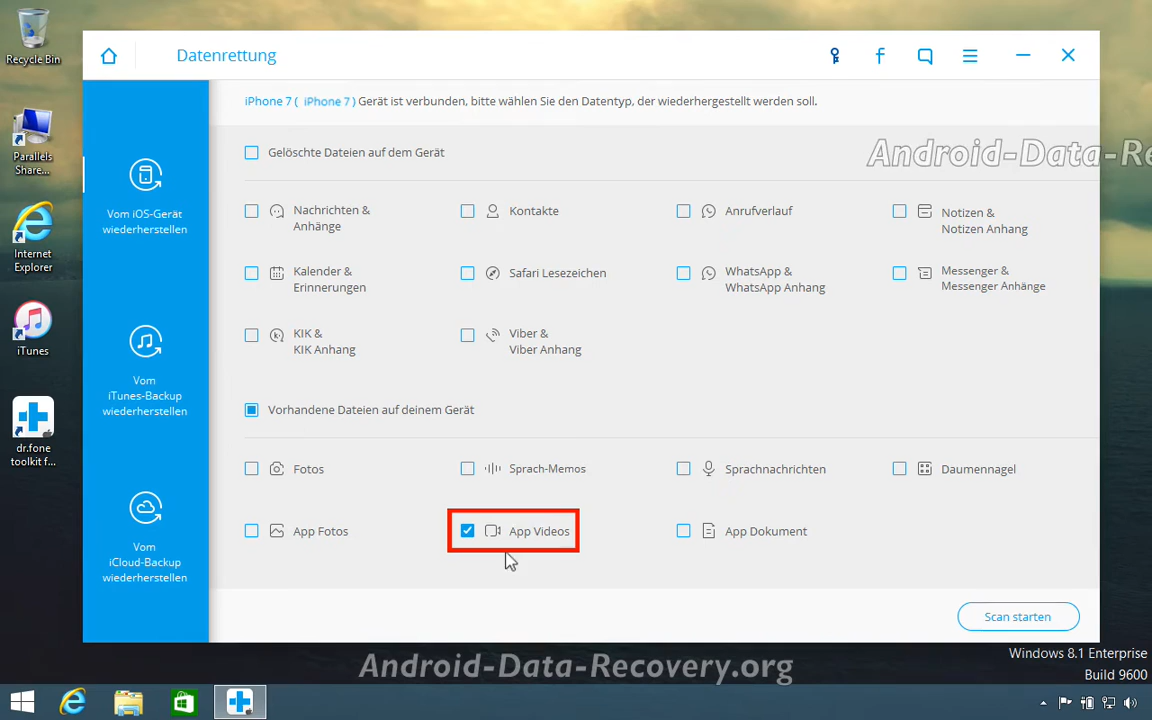 Recycle Bin
Parallels
Share...
Internet
Explorer
iTunes
dr.fone
toolkit f...
Datenrettung
f
Vom iOS-Gerät
wiederherstellen
Vom
iTunes-Backup
wiederherstellen
Vom
iCloud-Backup
wiederherstellen
iPhone 7 ( iPhone 7 ) Gerät ist verbunden, bitte wählen Sie den Datentyp, der wiederhergestellt werden soll.
Gelöschte Dateien auf dem Gerät
Android-Data-Re
Nachrichten &
Anhänge
Kontakte
Anrufverlauf
Notizen &
Notizen Anhang
Kalender &
Erinnerungen
Safari Lesezeichen
WhatsApp &
WhatsApp Anhang
Messenger &
Messenger Anhänge
KIK &
KIK Anhang
Viber &
Viber Anhang
Vorhandene Dateien auf deinem Gerät
Fotos
Sprach-Memos
Sprachnachrichten
Daumennagel
App Fotos
App Videos
App Dokument
Scan starten
Android-Data-Recovery.org
Windows 8.1 Enterprise
Build 9600